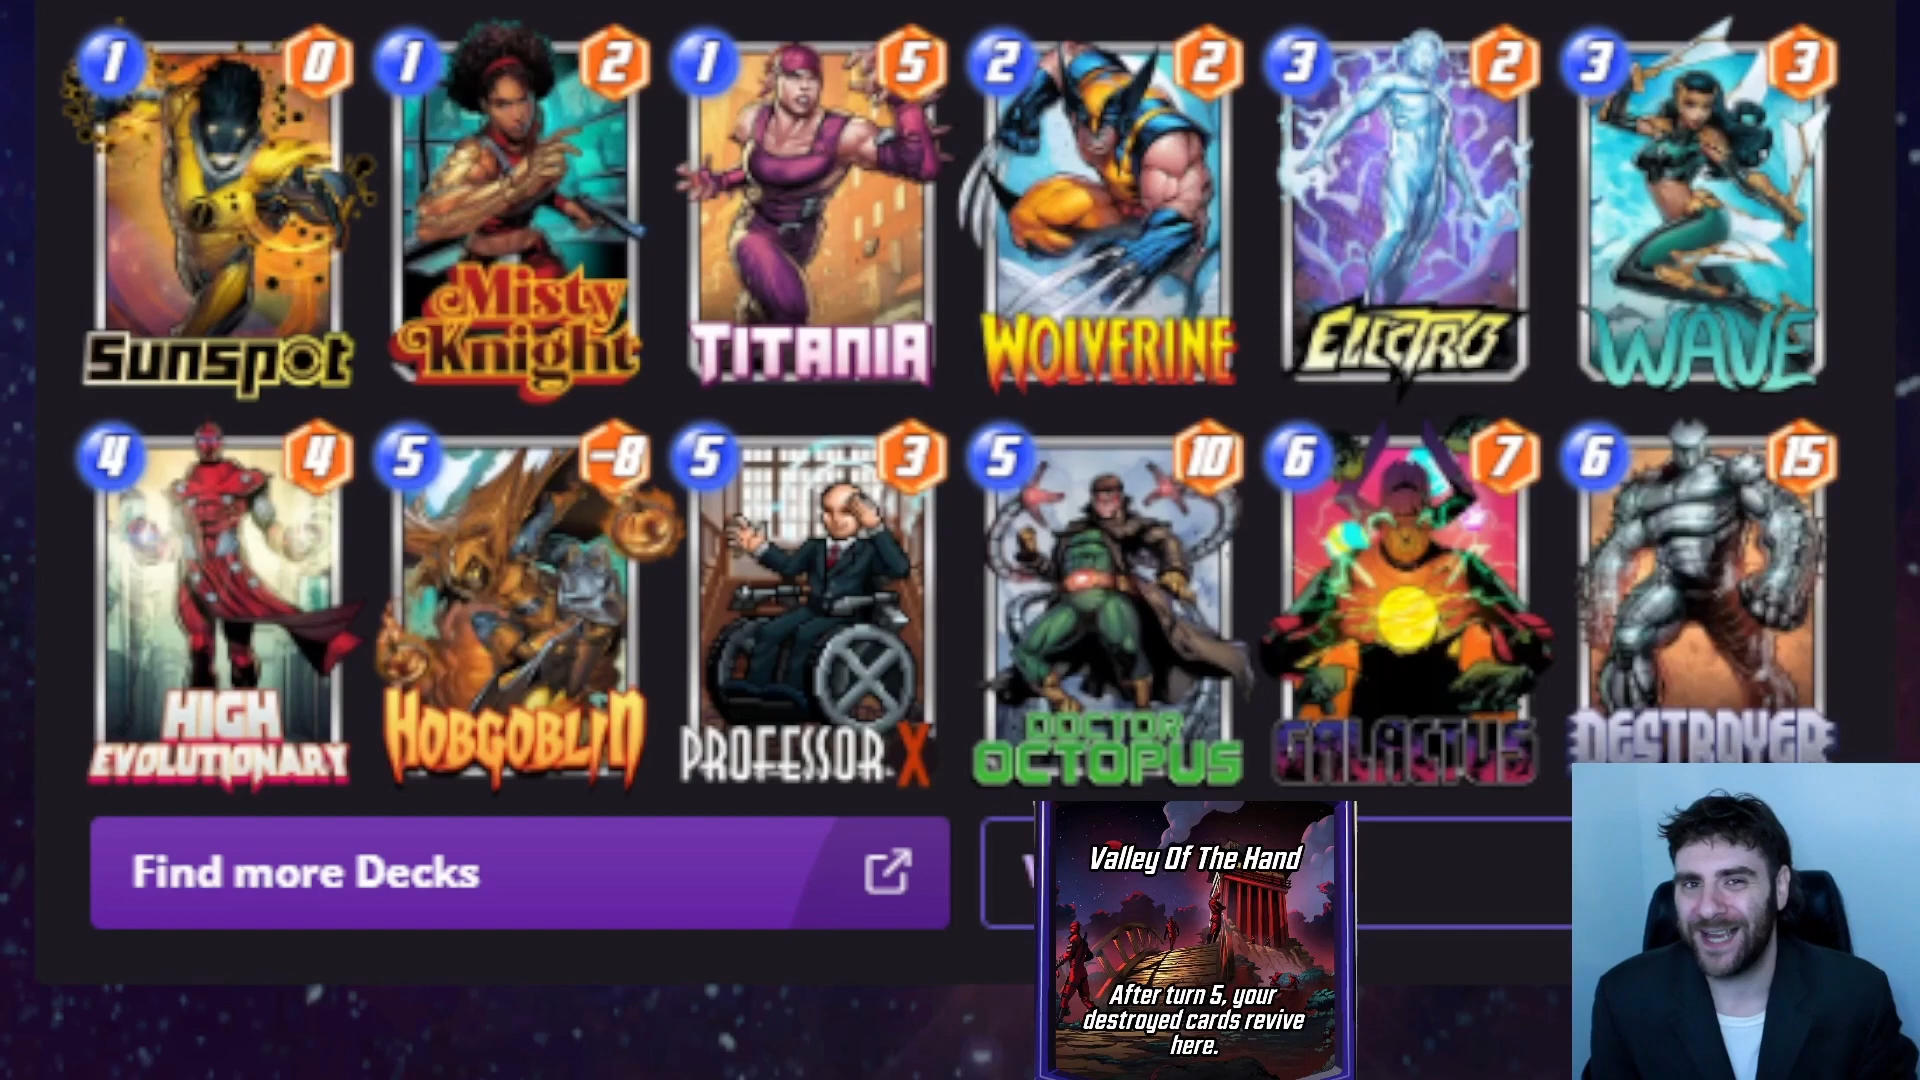 1 0 1 2 1 5 2 2 3 2 3 3
Sunspot
Misty
Knight
TITANIA
WOLVERINE
ELECTRO
WAVE
4 4 5 -8 5 3 5 10 6 7 6 15
HIGH
EVOLUTIONARY
HOBGOBLIN
PROFESSOR X
DOCTOR
OCTOPUS
GALACTUS
DESTROYER
Find more Decks
Valley Of The Hand
After turn 5, your
destroyed cards revive
here.